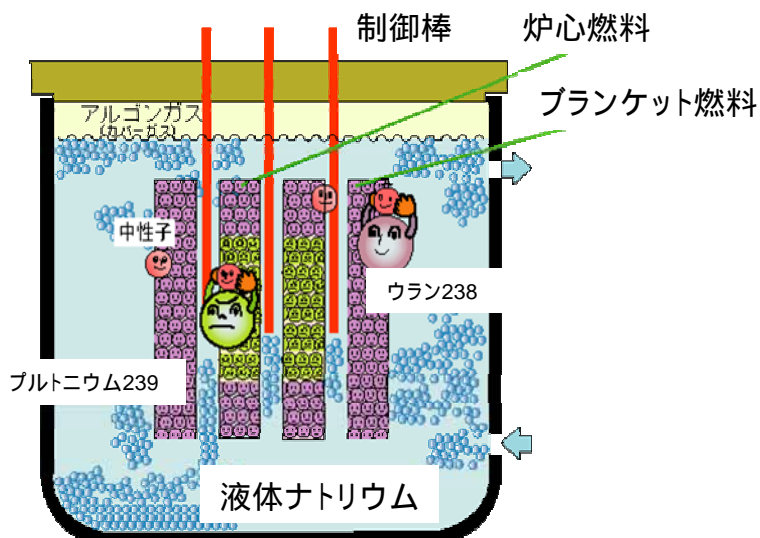 制御棒
炉心燃料
ブランケット燃料
アルゴンガス
(カバーガス)
中性子
ウラン238
プルトニウム239
液体ナトリウム